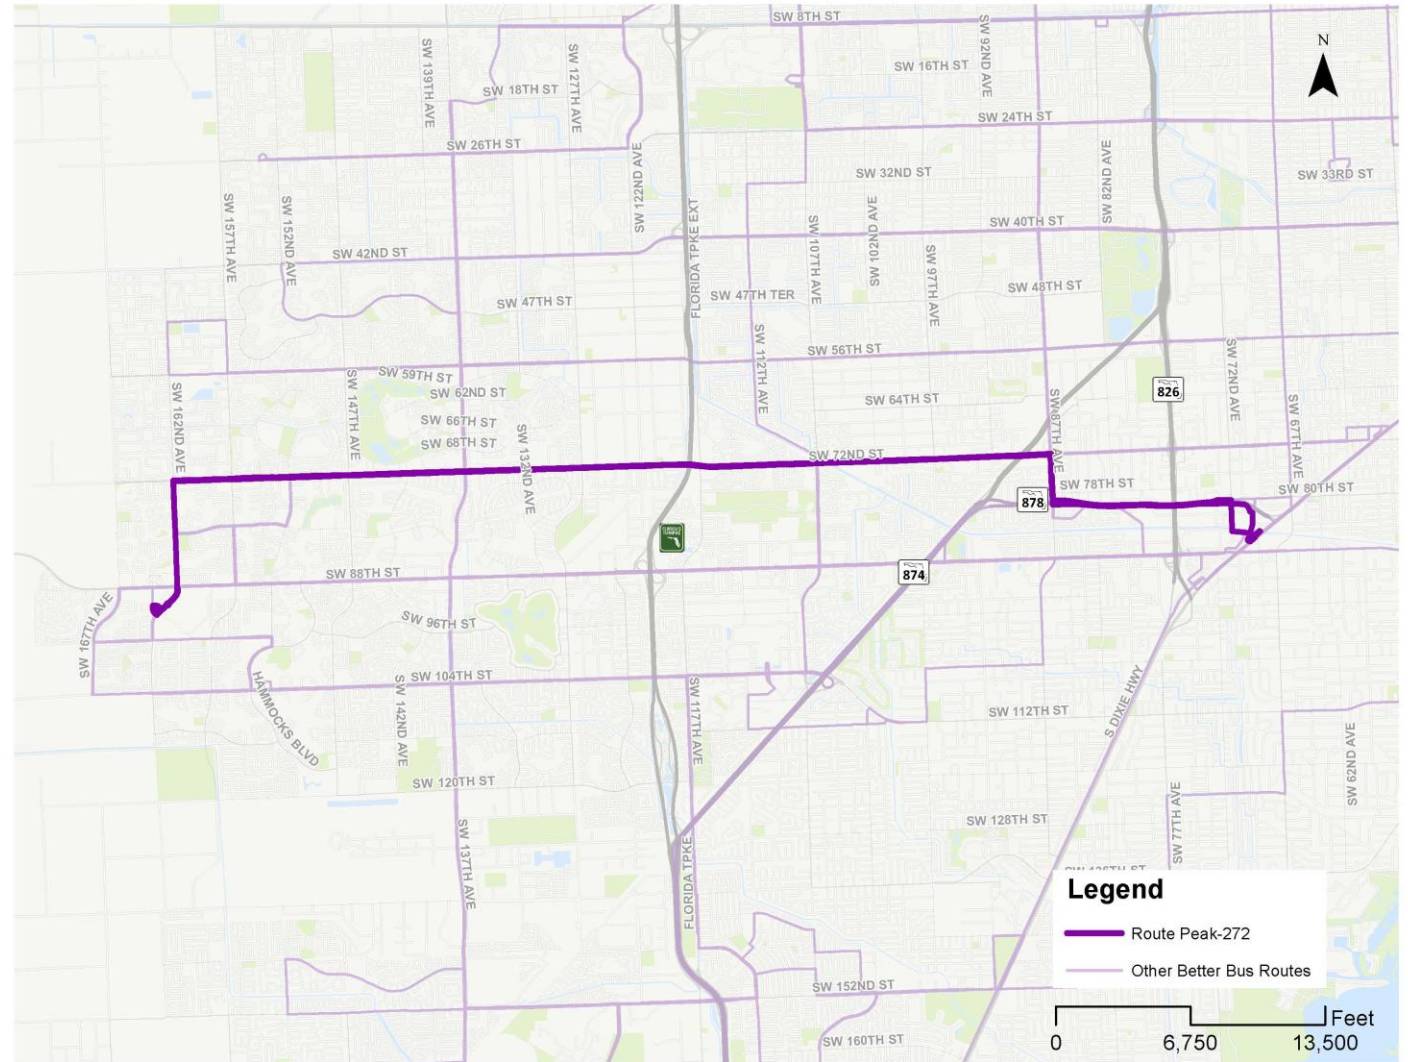 SW 8TH ST
SW 92ND AVE
SW 139TH AVE
SW 127TH AVE
N
SW 16TH ST
SW 18TH ST
SW 24TH ST
SW 26TH ST
SW 122ND AVE
SW 82ND AVE
SW 32ND ST
SW 33RD ST
SW 157TH AVE
SW 152ND AVE
FLORIDA TPKE EXT
SW 107TH AVE
SW 102ND AVE
SW 40TH ST
SW 42ND ST
SW 97TH AVE
SW 47TH ST
SW 47TH TER
SW 48TH ST
SW 112TH AVE
SW 56TH ST
SW 72ND AVE
SW 59TH ST
SW 162ND AVE
SW 147TH AVE
SW 62ND ST
SW 64TH ST
SW 87TH AVE
826
SW 67TH AVE
SW 66TH ST
SW 68TH ST
SW 132ND AVE
SW 72ND ST
SW 78TH ST
SW 80TH ST
878
874
SW 88TH ST
SW 167TH AVE
SW 96TH ST
HAMMOCKS BLVD
SW 104TH ST
SW 142ND AVE
SW 117TH AVE
S DIXIE HWY
SW 112TH ST
SW 62ND AVE
SW 120TH ST
SW 77TH AVE
SW 128TH ST
SW 137TH AVE
FLORIDA TPKE
SW 152ND ST
SW 160TH ST
Legend
Route Peak-272
Other Better Bus Routes
Feet
0 6,750 13,500